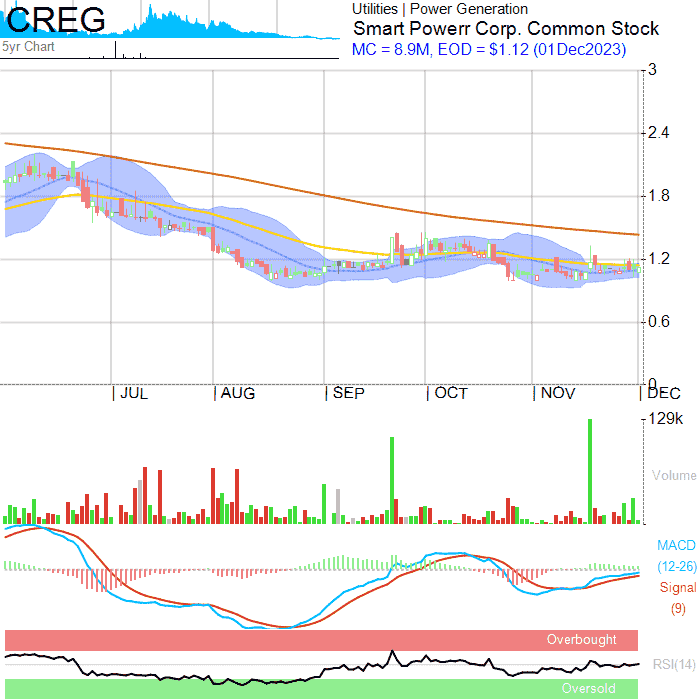 CREG
5yr Chart
Utilities | Power Generation
Smart Powerr Corp. Common Stock
MC = 8.9M, EOD = $1.12 (01Dec2023)
3
2.4
1.8
1.2
0.6
0
| JUL | AUG | SEP | OCT | NOV | DEC
129k
Volume
MACD
(12-26)
Signal
(9)
Overbought
RSI(14)
Oversold